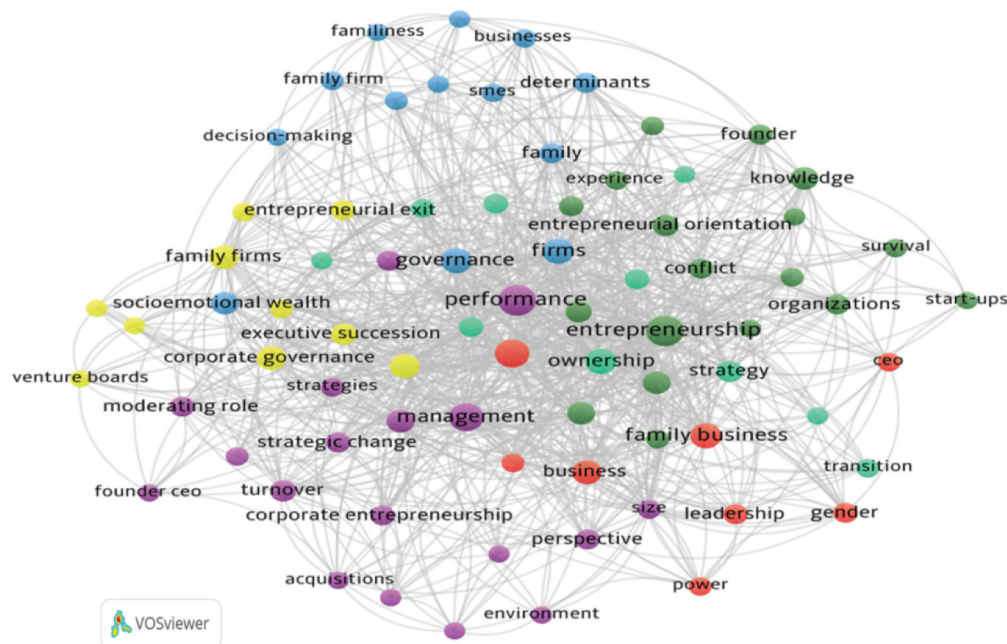 familiness
businesses
family firm
smes
determinants
decision-making
family
founder
experience
knowledge
entrepreneurial exit
entrepreneurial orientation
family firms
governance
firms
conflict
survival
socioemotional wealth
performance
organizations
start-ups
executive succession
entrepreneurship
corporate governance
ownership
strategy
ceo
venture boards
strategies
moderating role
management
strategic change
family business
business
transition
founder ceo
turnover
corporate entrepreneurship
size
leadership
gender
perspective
acquisitions
power
environment
VOSviewer